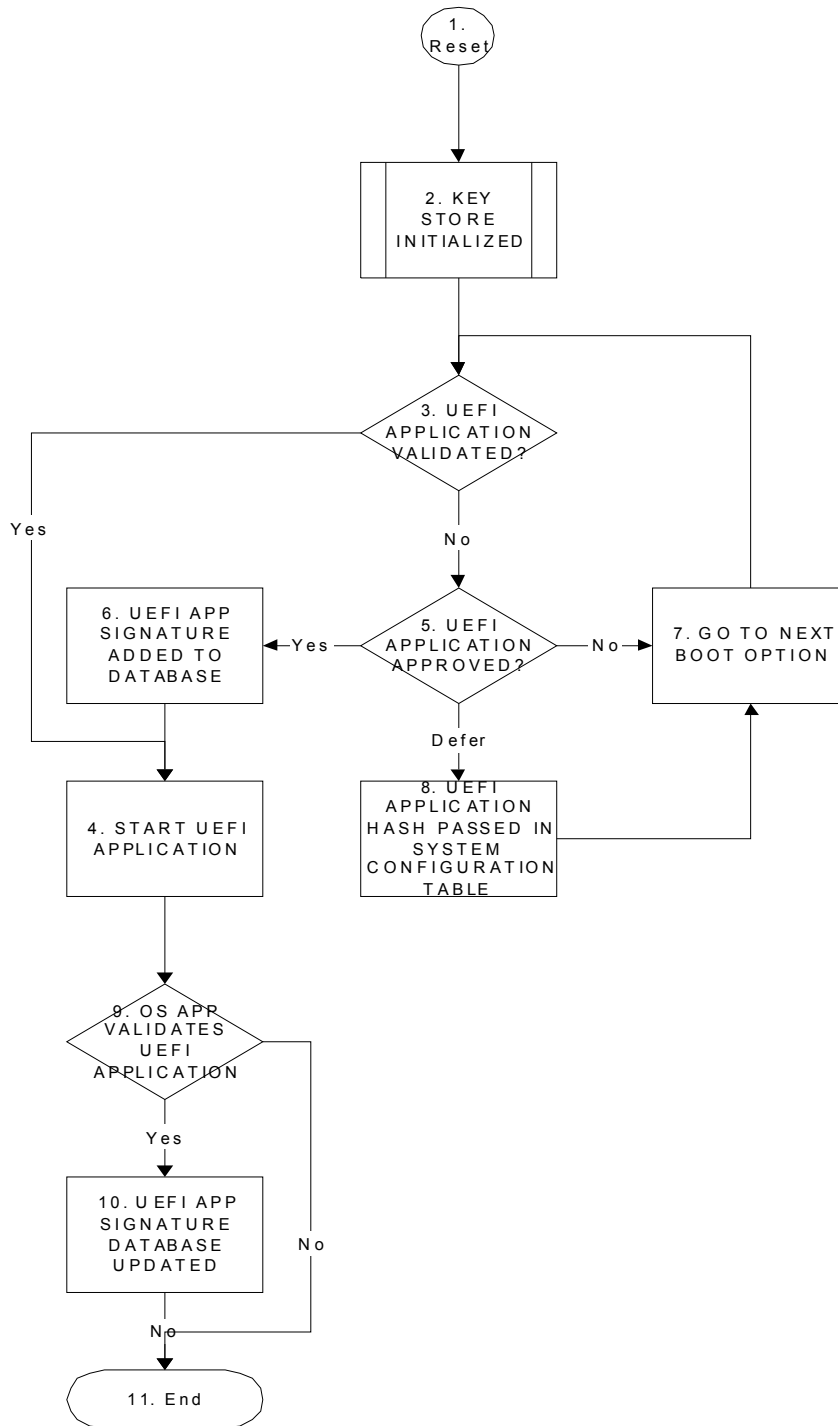 1.
Reset
2. KEY
STORE
INITIALIZED
3. UEFI
APPLICATION
VALIDATED?
Yes
No
6. UEFI APP
SIGNATURE
ADDED TO
DATABASE
Yes
5. UEFI
APPLICATION
APPROVED?
No
7. GO TO NEXT
BOOT OPTION
Defer
4. START UEFI
APPLICATION
8. UEFI
APPLICATION
HASH PASSED IN
SYSTEM
CONFIGURATION
TABLE
9. OS APP
VALIDATES
UEFI
APPLICATION
Yes
10. UEFI APP
SIGNATURE
DATABASE
UPDATED
No
No
11. End